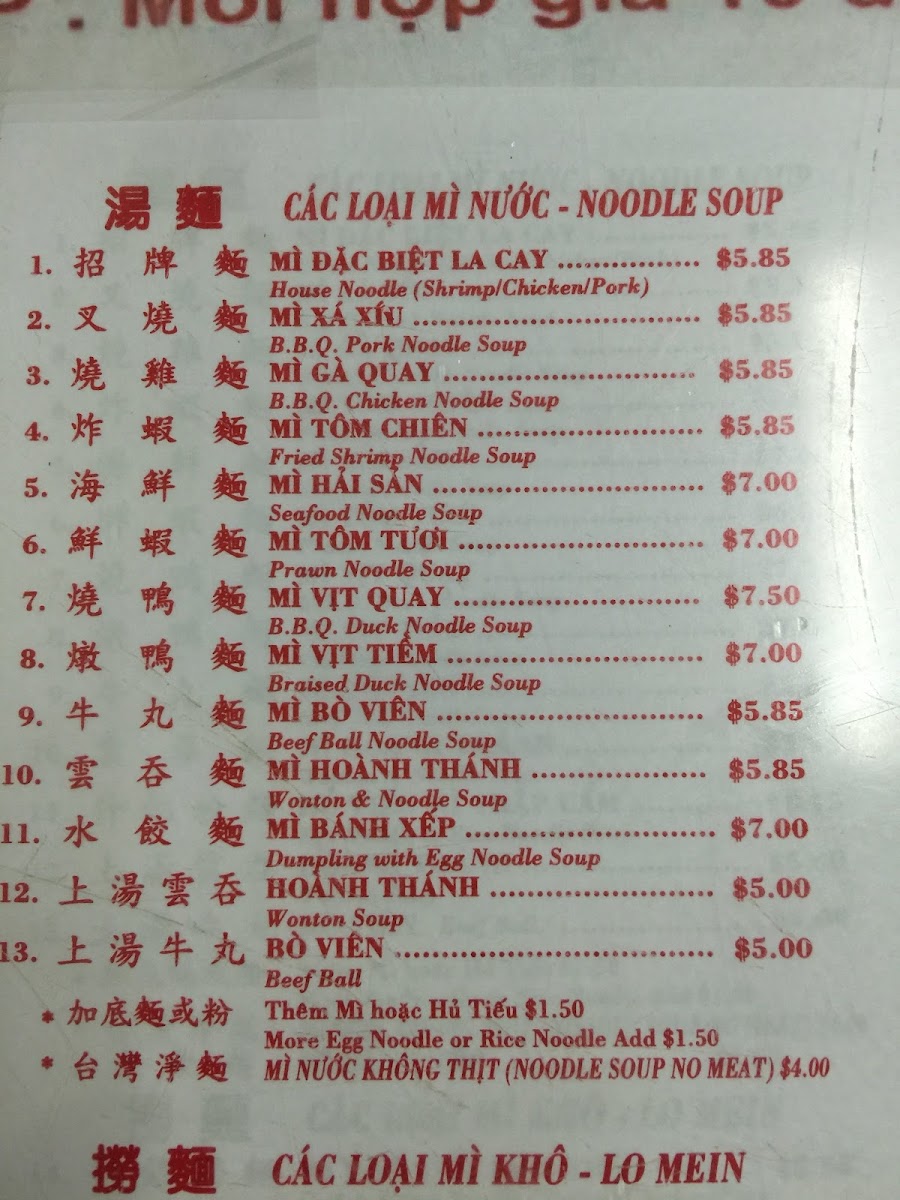 . Mỗi hộp giá 10
湯麵 CÁC LOẠI MÌ NƯỚC - NOODLE SOUP
1. 招牌麵 MÌ ĐẶC BIỆT LA CAY ................. $5.85
House Noodle (Shrimp/Chicken/Pork)
2. 叉燒麵 MÌ XÁ XÍU .................................. $5.85
B.B.Q. Pork Noodle Soup
3. 燒雞麵 MÌ GÀ QUAY .............................. $5.85
B.B.Q. Chicken Noodle Soup
4. 炸蝦麵 MÌ TÔM CHIÊN .......................... $5.85
Fried Shrimp Noodle Soup
5. 海鮮麵 MÌ HẢI SẢN ................................ $7.00
Seafood Noodle Soup
6. 鮮蝦麵 MÌ TÔM TƯƠI ............................. $7.00
Prawn Noodle Soup
7. 燒鴨麵 MÌ VỊT QUAY ............................. $7.50
B.B.Q. Duck Noodle Soup
8. 燉鴨麵 MÌ VỊT TIỀM .............................. $7.00
Braised Duck Noodle Soup
9. 牛丸麵 MÌ BÒ VIÊN ................................ $5.85
Beef Ball Noodle Soup
10. 雲吞麵 MÌ HOÀNH THÁNH ..................... $5.85
Wonton & Noodle Soup
11. 水餃麵 MÌ BÁNH XẾP .............................. $7.00
Dumpling with Egg Noodle Soup
12. 上湯雲吞 HOÀNH THÁNH ........................... $5.00
Wonton Soup
13. 上湯牛丸 BÒ VIÊN ...................................... $5.00
Beef Ball
* 加底麵或粉 Thêm Mì hoặc Hủ Tiếu $1.50
More Egg Noodle or Rice Noodle Add $1.50
* 台灣淨麵 MÌ NƯỚC KHÔNG THỊT (NOODLE SOUP NO MEAT) $4.00
撈麵 CÁC LOẠI MÌ KHÔ - LO MEIN